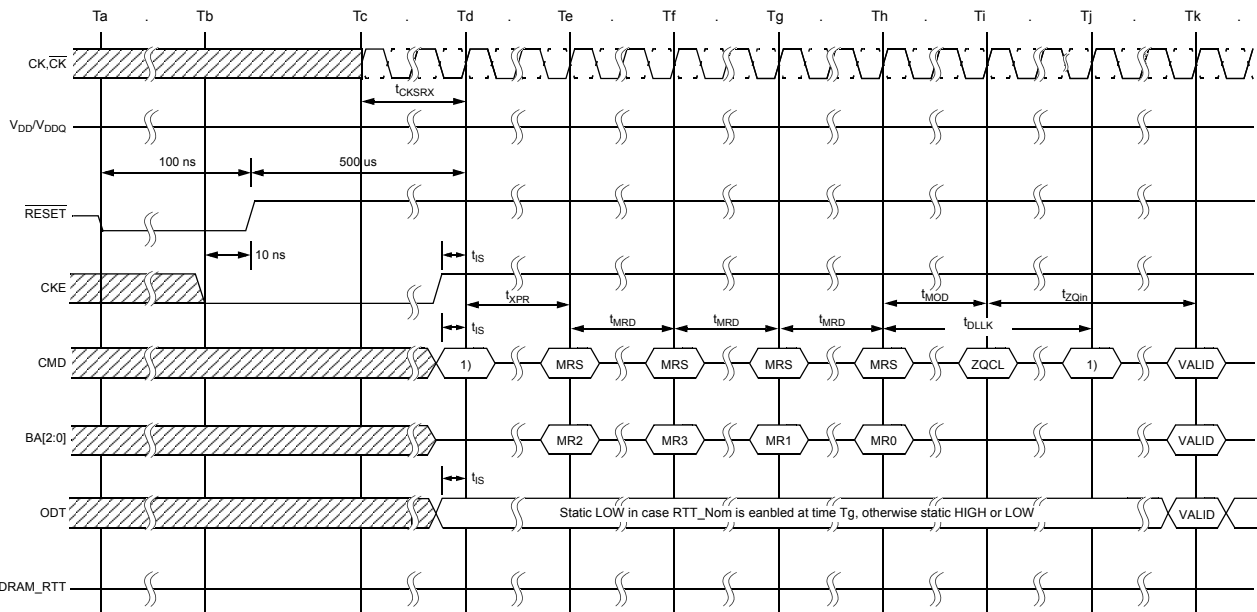 Ta . Tb Tc . Td . Te . Tf . Tg . Th . Ti . Tj . Tk .
CK,CK
tCKSRX
VDD/VDDQ
100 ns 500 us
RESET
10 ns tIS
CKE
tXPR tMOD tZQin
tIS tMRD tMRD tMRD tDLLK
CMD 1) MRS MRS MRS MRS ZQCL 1) VALID
BA[2:0] MR2 MR3 MR1 MR0 VALID
tIS
ODT Static LOW in case RTT_Nom is eanbled at time Tg, otherwise static HIGH or LOW VALID
DRAM_RTT